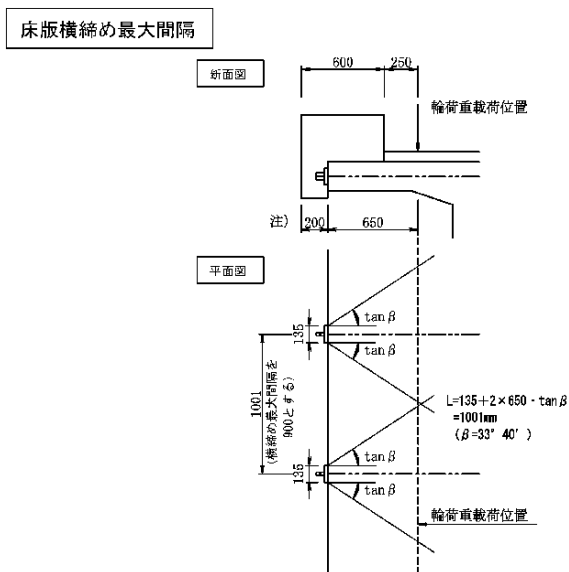 床版横締め最大間隔
断面図
600
250
輪荷重載荷位置
注)
200
650
平面図
135
tanβ
tanβ
1001
(横締め最大間隔を
900とする)
L=135+2×650・tanβ
=1001mm
(β=33°40′)
135
tanβ
tanβ
輪荷重載荷位置